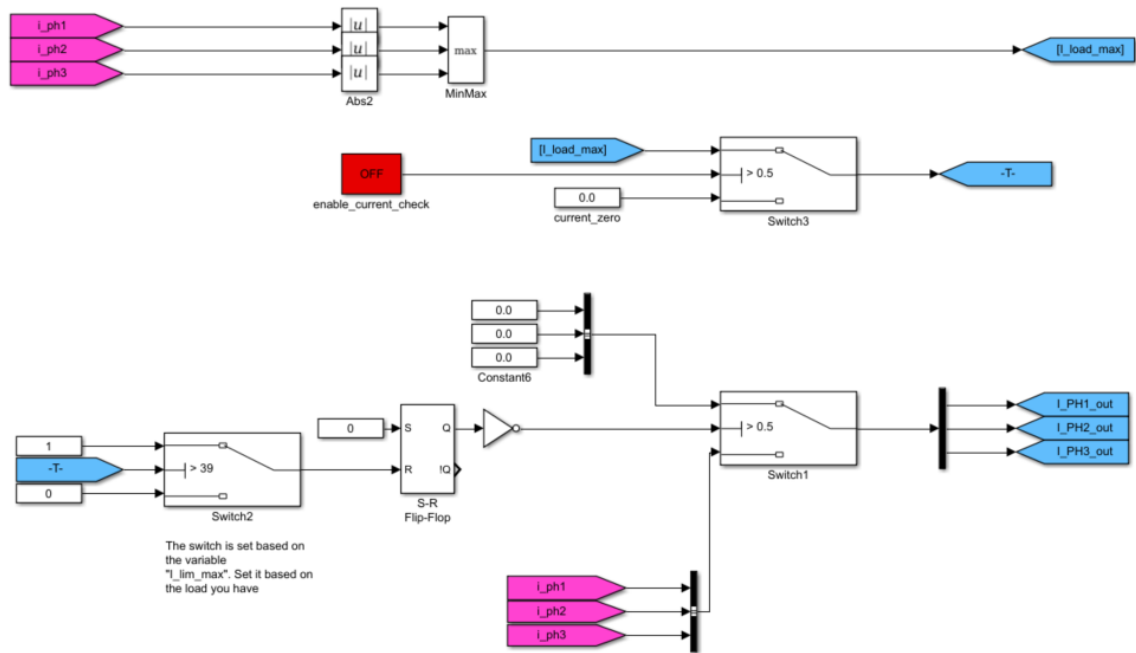 i_ph1
i_ph2
i_ph3
|u|
|u|
|u|
Abs2
max
MinMax
[I_load_max]
OFF
enable_current_check
[I_load_max]
0.0
current_zero
> 0.5
Switch3
-T-
0.0
0.0
0.0
Constant6
1
-T-
0
> 39
Switch2
The switch is set based on
the variable
"I_lim_max". Set it based on
the load you have
0
S
Q
R
!Q
S-R
Flip-Flop
> 0.5
Switch1
I_PH1_out
I_PH2_out
I_PH3_out
i_ph1
i_ph2
i_ph3